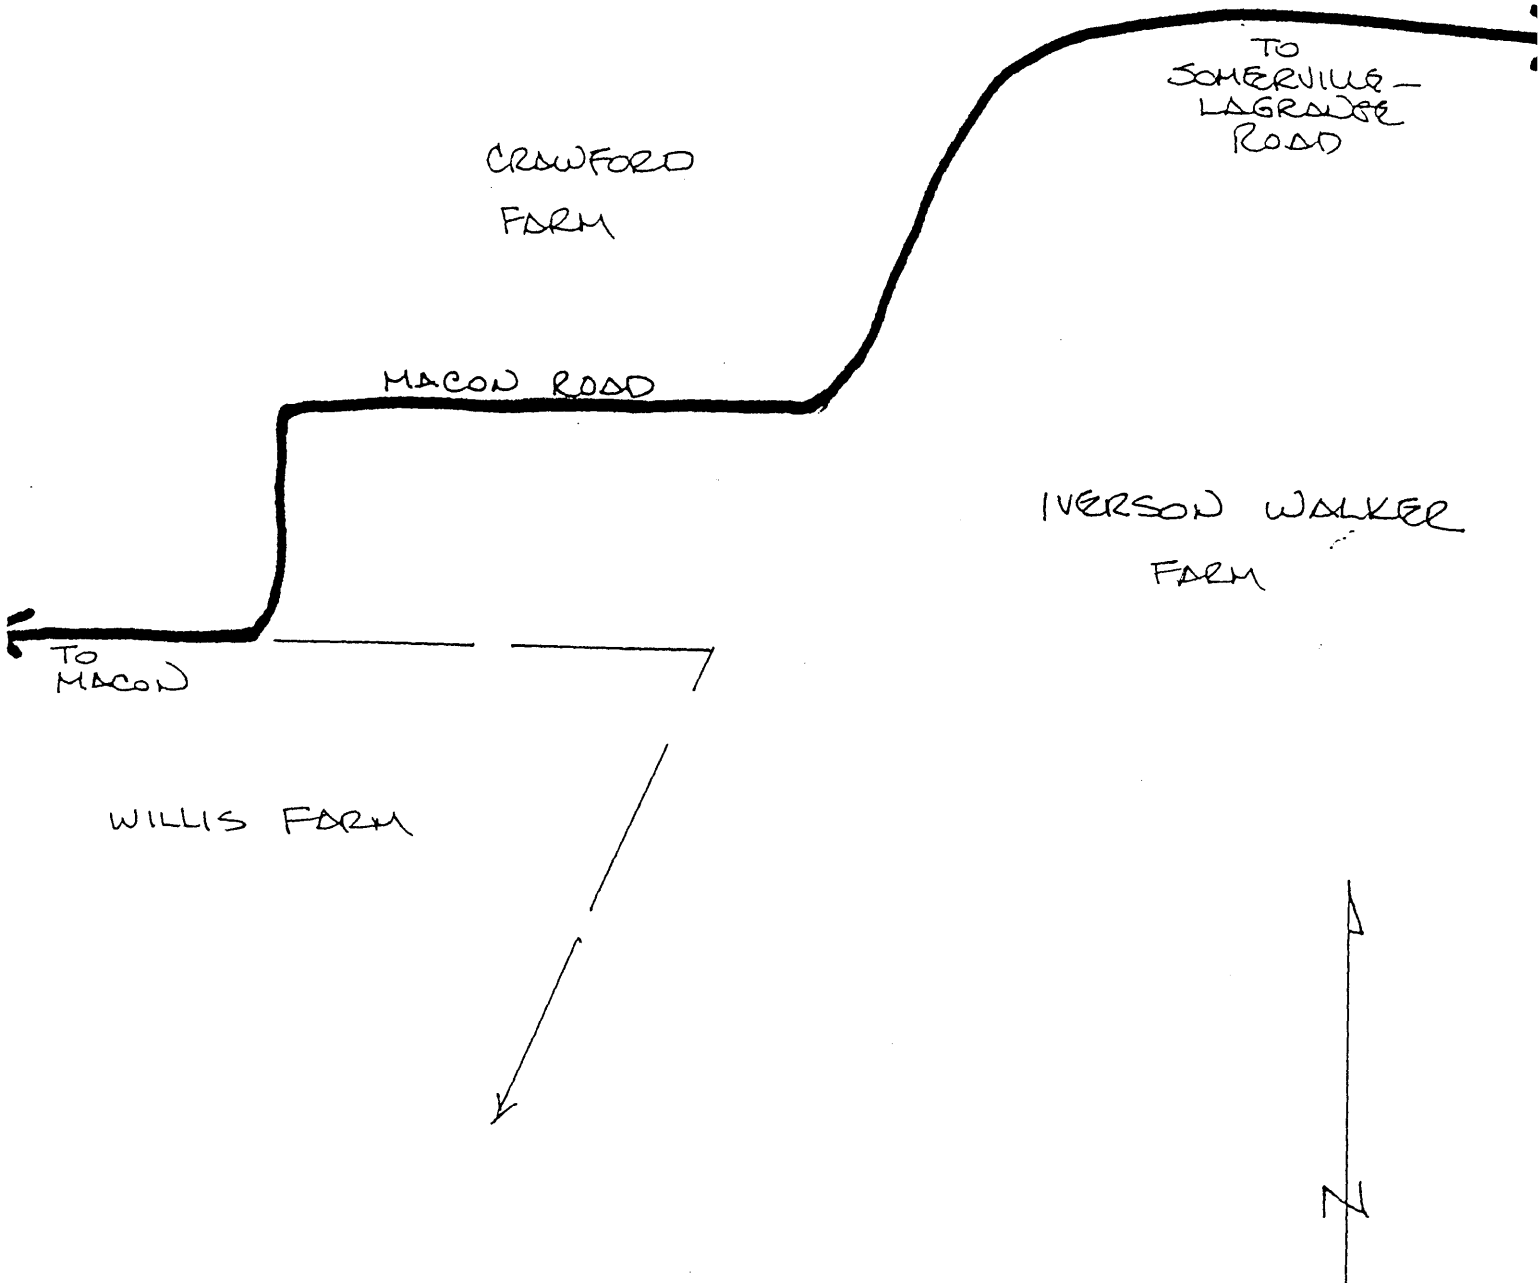 TO
SOMERVILLE-
LAGRANGE
ROAD
CRAWFORD
FARM
MACON ROAD
IVERSON WALKER
FARM
TO
MACON
WILLIS FARM
N